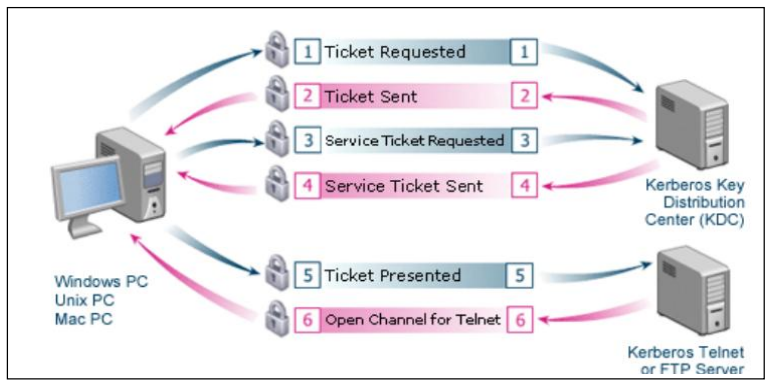 1 Ticket Requested 1
2 Ticket Sent 2
3 Service Ticket Requested 3
4 Service Ticket Sent 4
Kerberos Key
Distribution
Center (KDC)
5 Ticket Presented 5
6 Open Channel for Telnet 6
Windows PC
Unix PC
Mac PC
Kerberos Telnet
or FTP Server